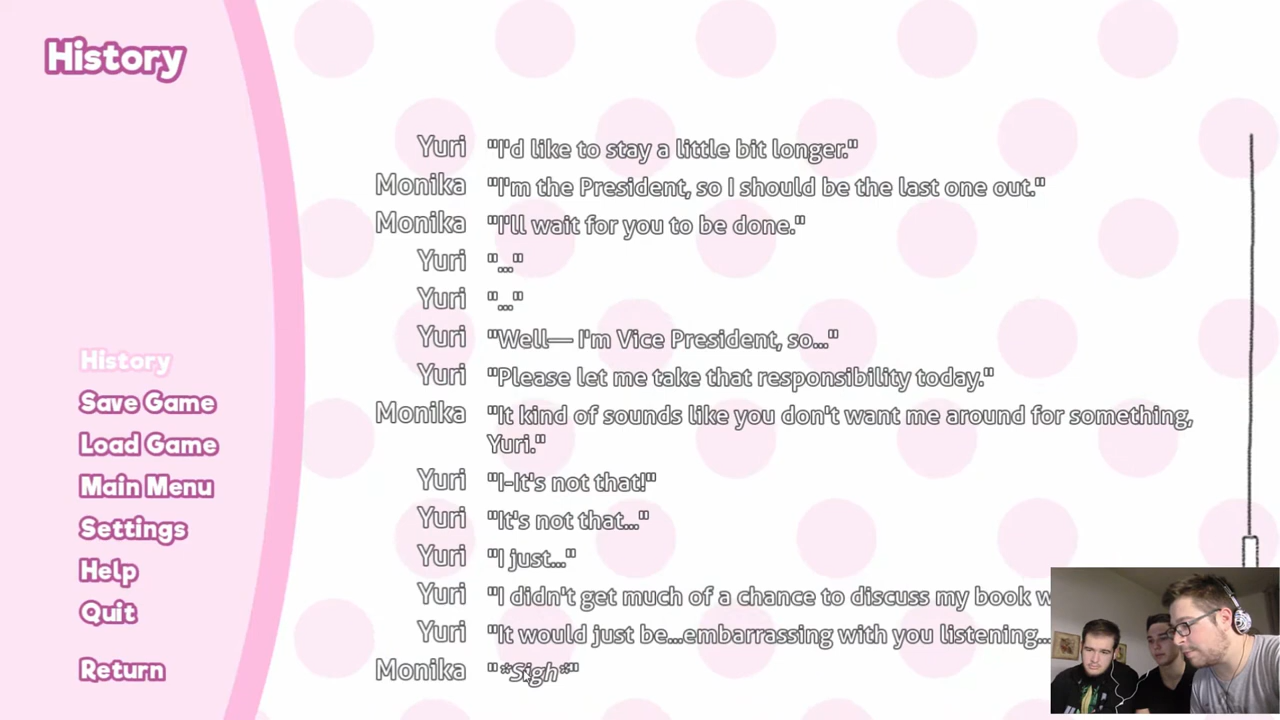 History
Yuri "I'd like to stay a little bit longer."
Monika "I'm the President, so I should be the last one out."
Monika "I'll wait for you to be done."
Yuri "..."
Yuri "..."
Yuri "Well— I'm Vice President, so..."
Yuri "Please let me take that responsibility today."
Monika "It kind of sounds like you don't want me around for something,
Yuri."
Yuri "I-It's not that!"
Yuri "It's not that..."
Yuri "I just..."
Yuri "I didn't get much of a chance to discuss my book
Yuri "It would just be...embarrassing with you listening...
Monika "*Sigh*"
History
Save Game
Load Game
Main Menu
Settings
Help
Quit
Return